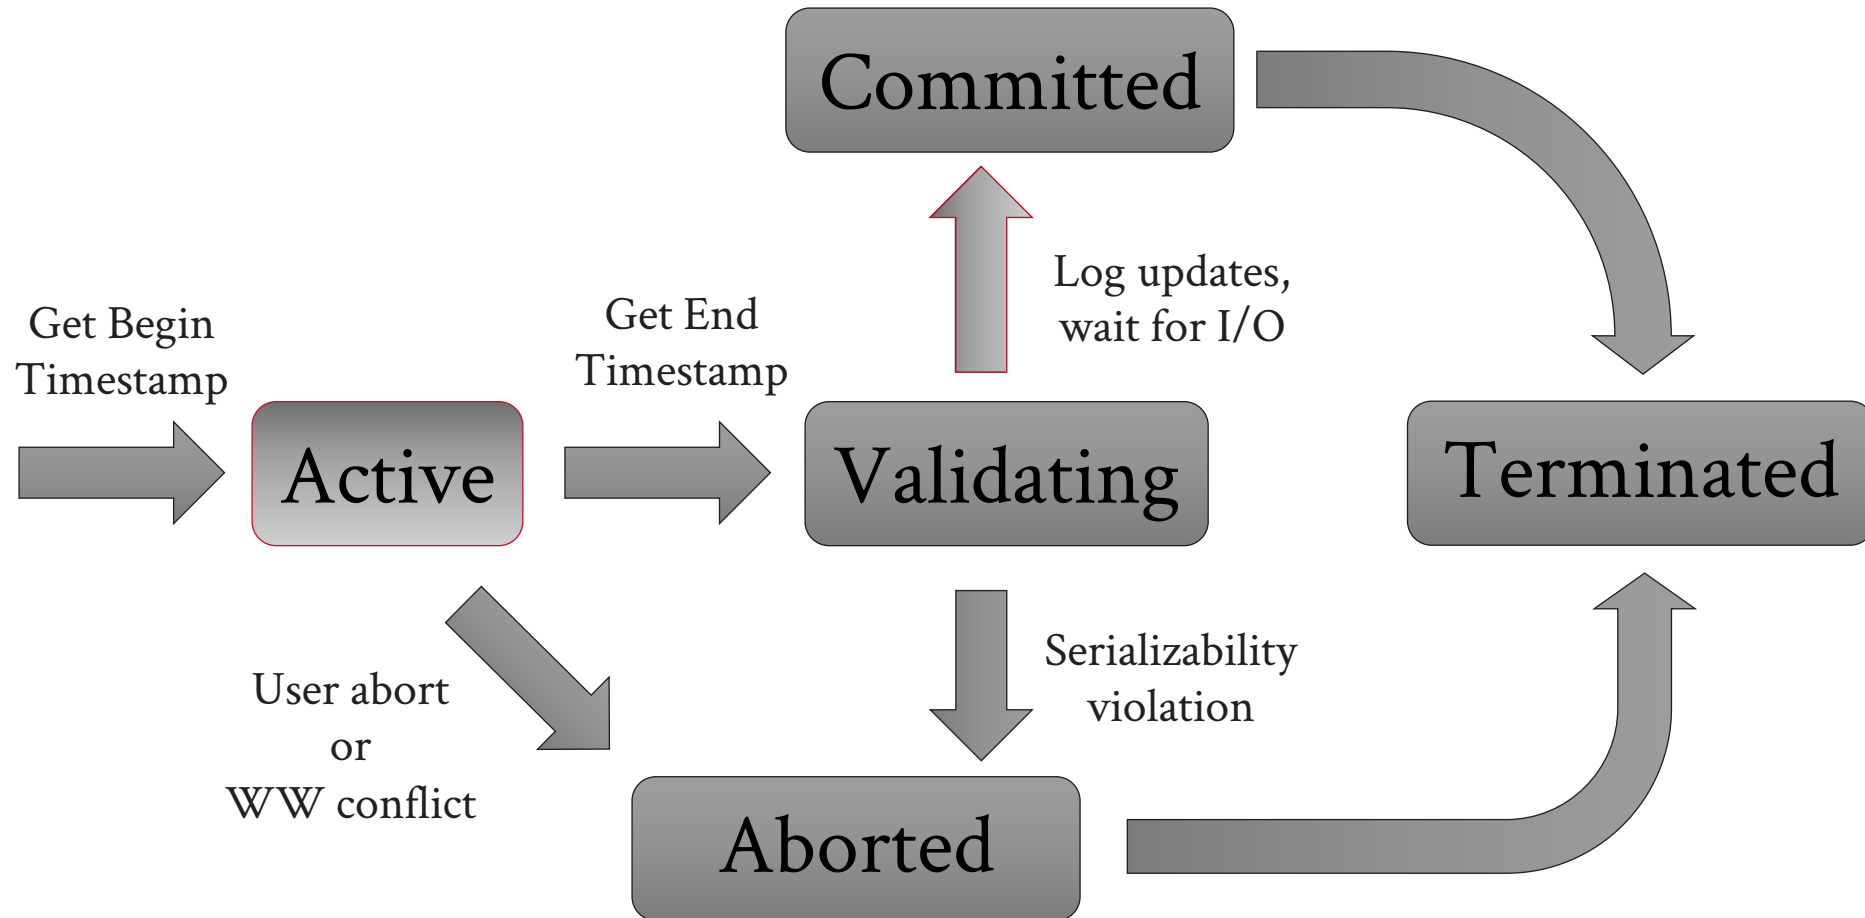 Committed
Log updates,
wait for I/O
Get Begin
Timestamp
Get End
Timestamp
Active
Validating
Terminated
User abort
or
WW conflict
Serializability
violation
Aborted